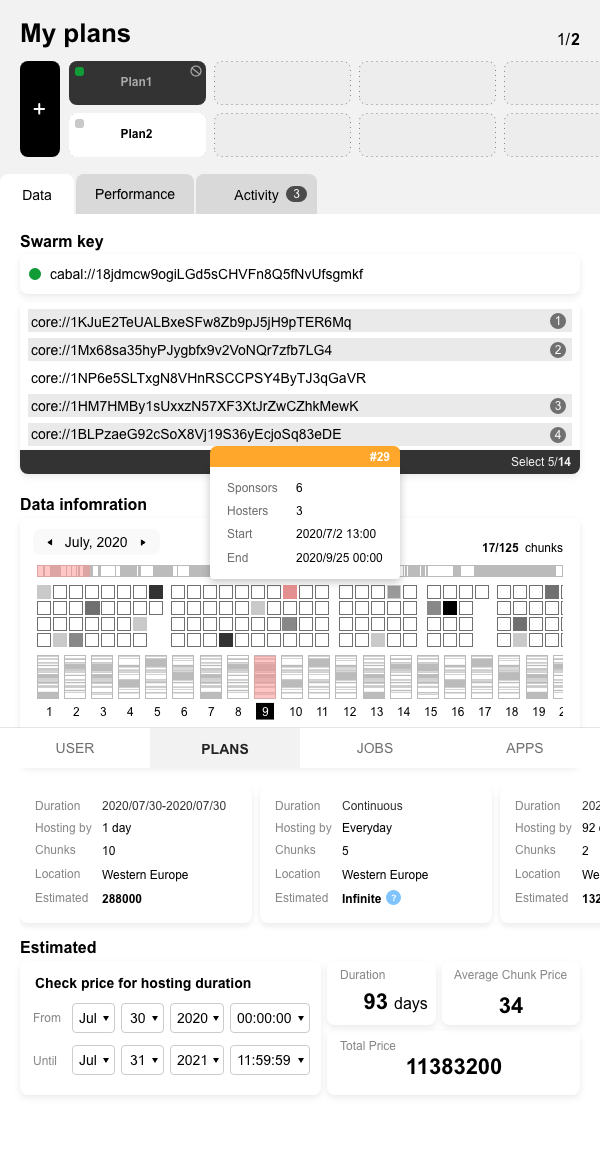 My plans
1/2
+
Plan1
Plan2
Data
Performance
Activity 3
Swarm key
cabal://18jdmcw9ogiLGd5sCHVFn8Q5fNvUfsgmkf
core://1KJuE2TeUALBxeSFw8Zb9pJ5jH9pTER6Mq 1
core://1Mx68sa35hyPJygbfx9v2VoNQr7zfb7LG4 2
core://1NP6e5SLTxgN8VHnRSCCPSY4ByTJ3qGaVR
core://1HM7HMBy1sUxxzN57XF3XtJrZwCZhkMewK 3
core://1BLPzaeG92cSoX8Vj19S36yEcjoSq83eDE 4
Select 5/14
#29
Sponsors 6
Hosters 3
Start 2020/7/2 13:00
End 2020/9/25 00:00
Data infomration
July, 2020
17/125 chunks
1 2 3 4 5 6 7 8 9 10 11 12 13 14 15 16 17 18 19 2
USER
PLANS
JOBS
APPS
Duration 2020/07/30-2020/07/30
Hosting by 1 day
Chunks 10
Location Western Europe
Estimated 288000
Duration Continuous
Hosting by Everyday
Chunks 5
Location Western Europe
Estimated Infinite ?
Duration 202
Hosting by 92
Chunks 2
Location We
Estimated 132
Estimated
Check price for hosting duration
From Jul 30 2020 00:00:00
Until Jul 31 2021 11:59:59
Duration
93 days
Average Chunk Price
34
Total Price
11383200